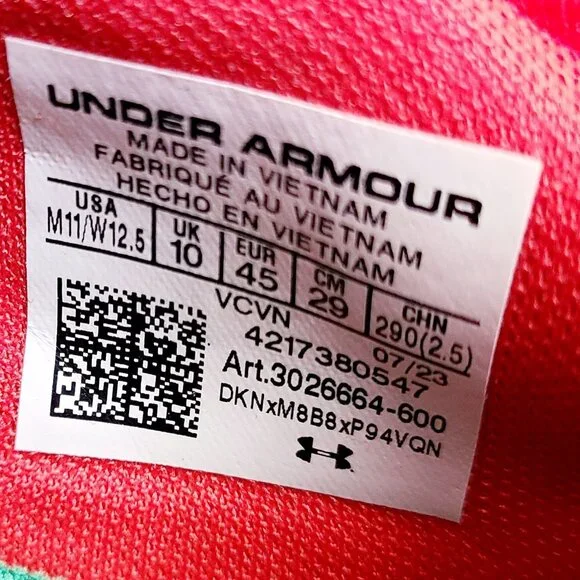 UNDER ARMOUR
MADE IN VIETNAM
FABRIQUÉ AU VIETNAM
HECHO EN VIETNAM
USA UK EUR CM CHN
M11/W12.5 10 45 29 290(2.5)
VCVN 07/23
4217380547
Art.3026664-600
DKNxM8B8xP94VQN